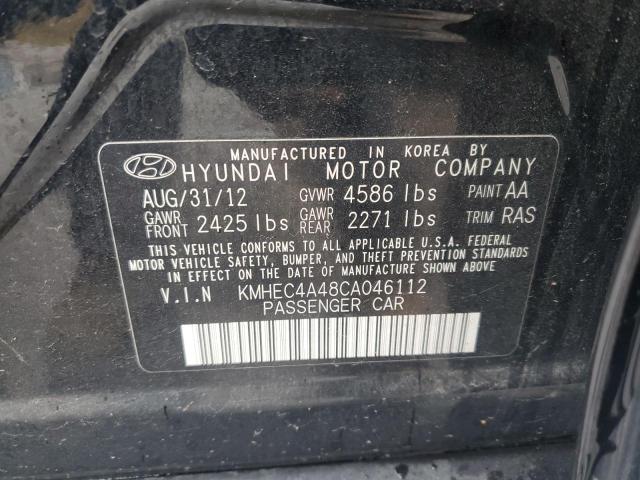 MANUFACTURED IN KOREA BY
HYUNDAI MOTOR COMPANY
AUG/31/12 GVWR 4586 lbs PAINT AA
GAWR FRONT 2425 lbs GAWR REAR 2271 lbs TRIM RAS
THIS VEHICLE CONFORMS TO ALL APPLICABLE U.S.A. FEDERAL
MOTOR VEHICLE SAFETY, BUMPER, AND THEFT PREVENTION STANDARDS
IN EFFECT ON THE DATE OF MANUFACTURE SHOWN ABOVE
V.I.N KMHEC4A48CA046112
PASSENGER CAR